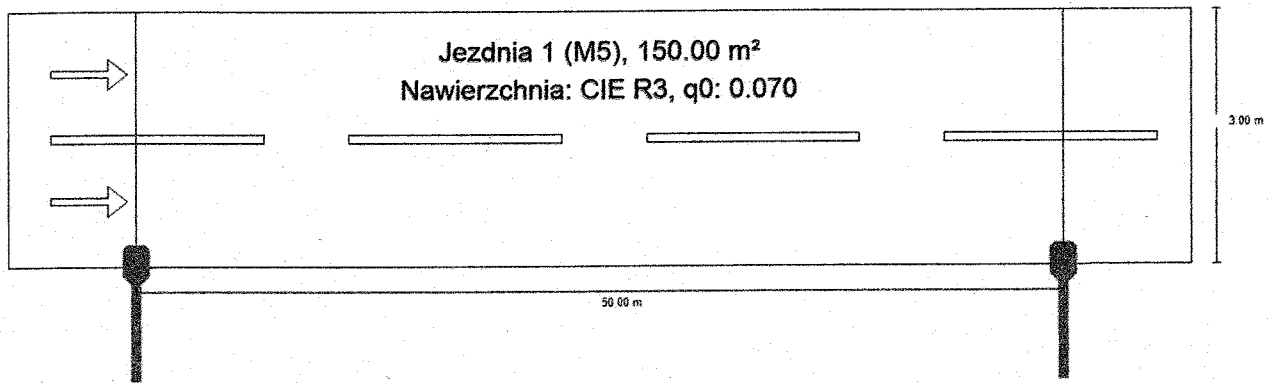 Jezdnia 1 (M5), 150.00 m²
Nawierzchnia: CIE R3, q0: 0.070
3.00 m
50.00 m